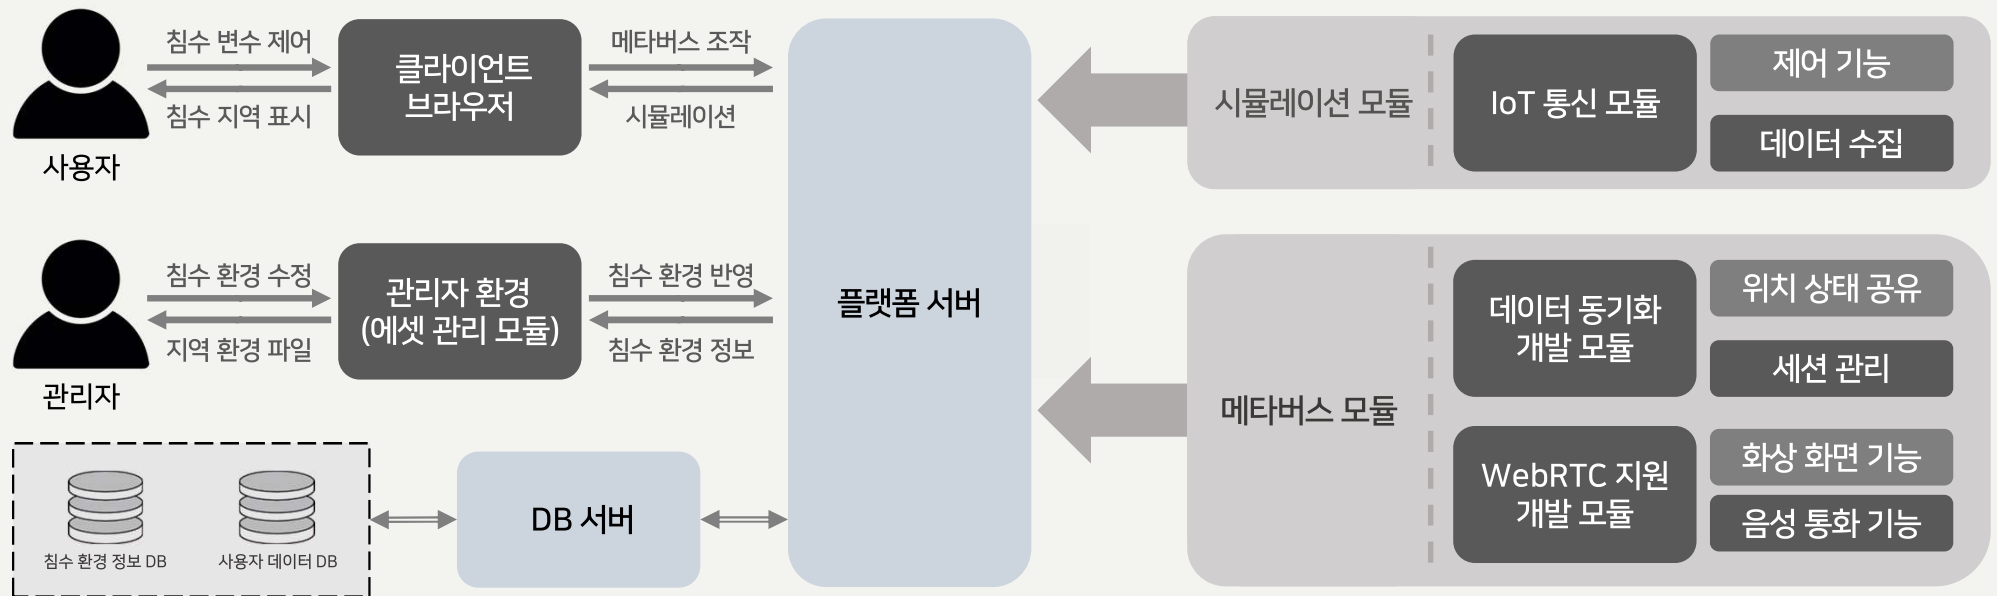 침수 변수 제어
침수 지역 표시
사용자
클라이언트
브라우저
메타버스 조작
시뮬레이션
침수 환경 수정
지역 환경 파일
관리자
관리자 환경
(에셋 관리 모듈)
침수 환경 반영
침수 환경 정보
침수 환경 정보 DB
사용자 데이터 DB
DB 서버
플랫폼 서버
시뮬레이션 모듈
IoT 통신 모듈
제어 기능
데이터 수집
메타버스 모듈
데이터 동기화
개발 모듈
위치 상태 공유
세션 관리
WebRTC 지원
개발 모듈
화상 화면 기능
음성 통화 기능